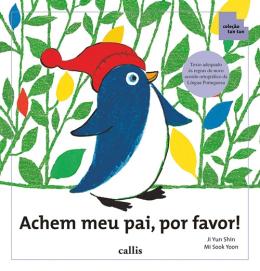 coleção
tan tan
Texto adequado
às regras do novo
acordo ortográfico da
Língua Portuguesa
Achem meu pai, por favor!
Ji Yun Shin
Mi Sook Yoon
callis